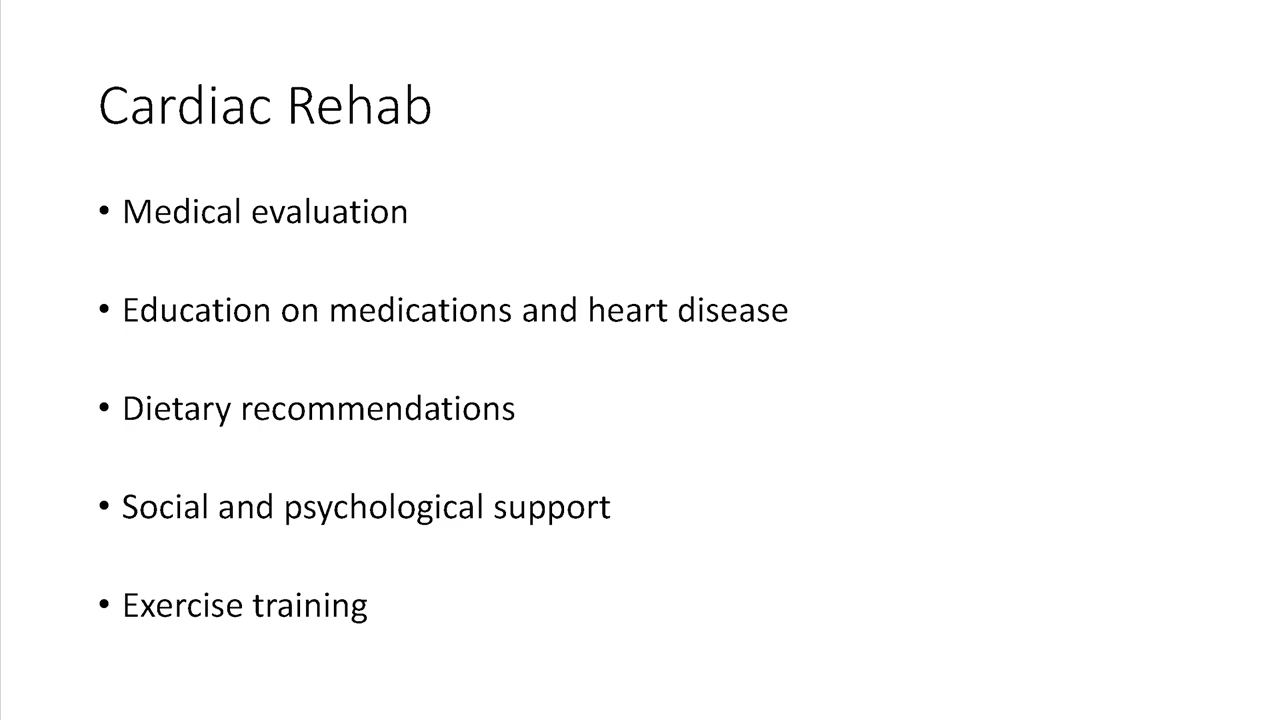 Cardiac Rehab
• Medical evaluation
• Education on medications and heart disease
• Dietary recommendations
• Social and psychological support
• Exercise training